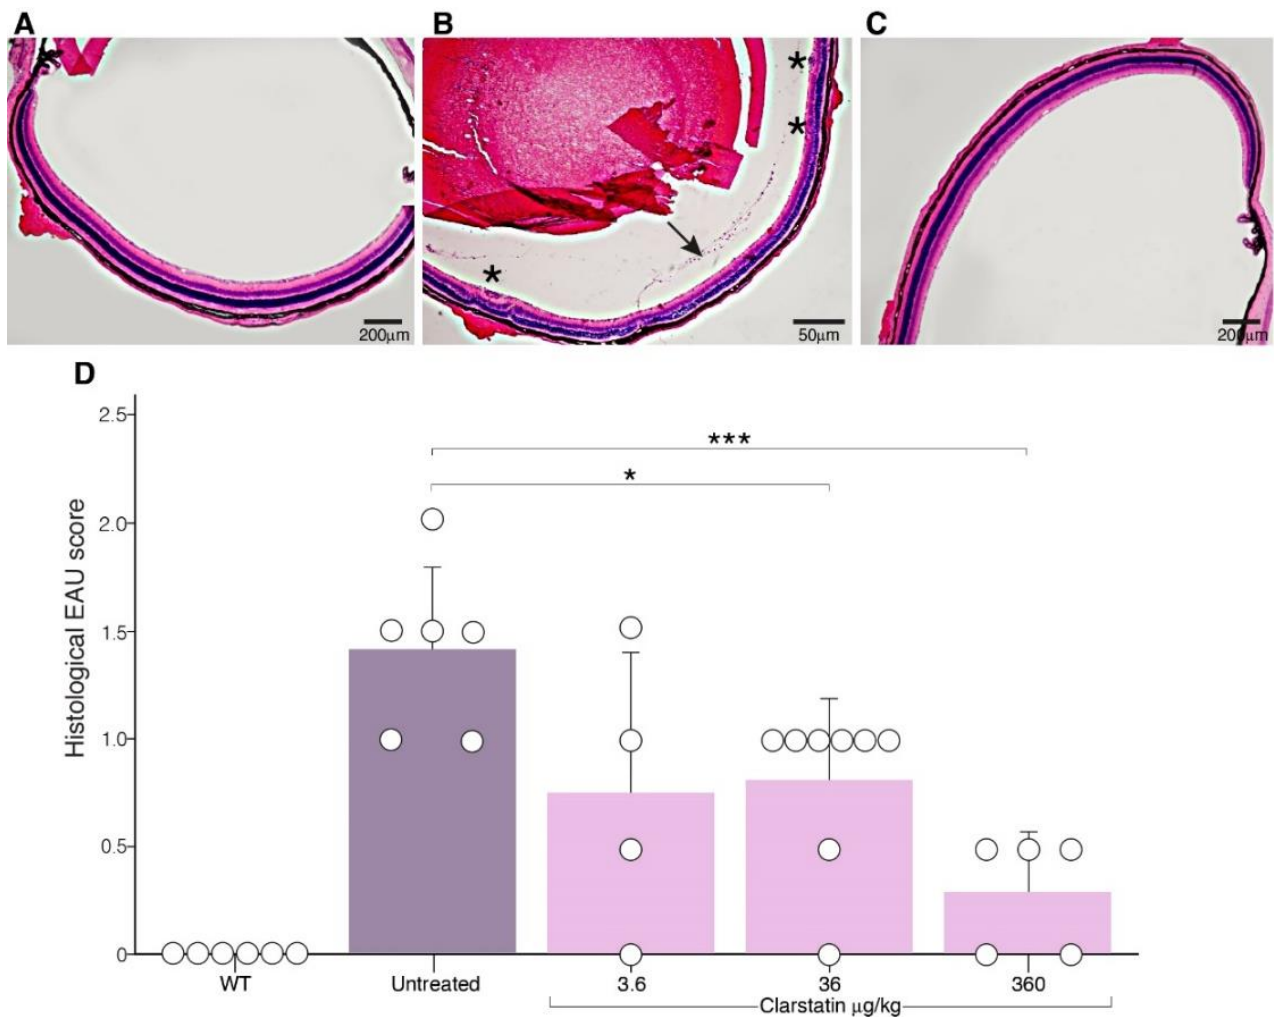 A
B
C
*
*
*
200µm
50µm
200µm
D
Histological EAU score
2.5
2.0
1.5
1.0
0.5
0
***
*
WT
Untreated
3.6
36
360
Clarstatin µg/kg